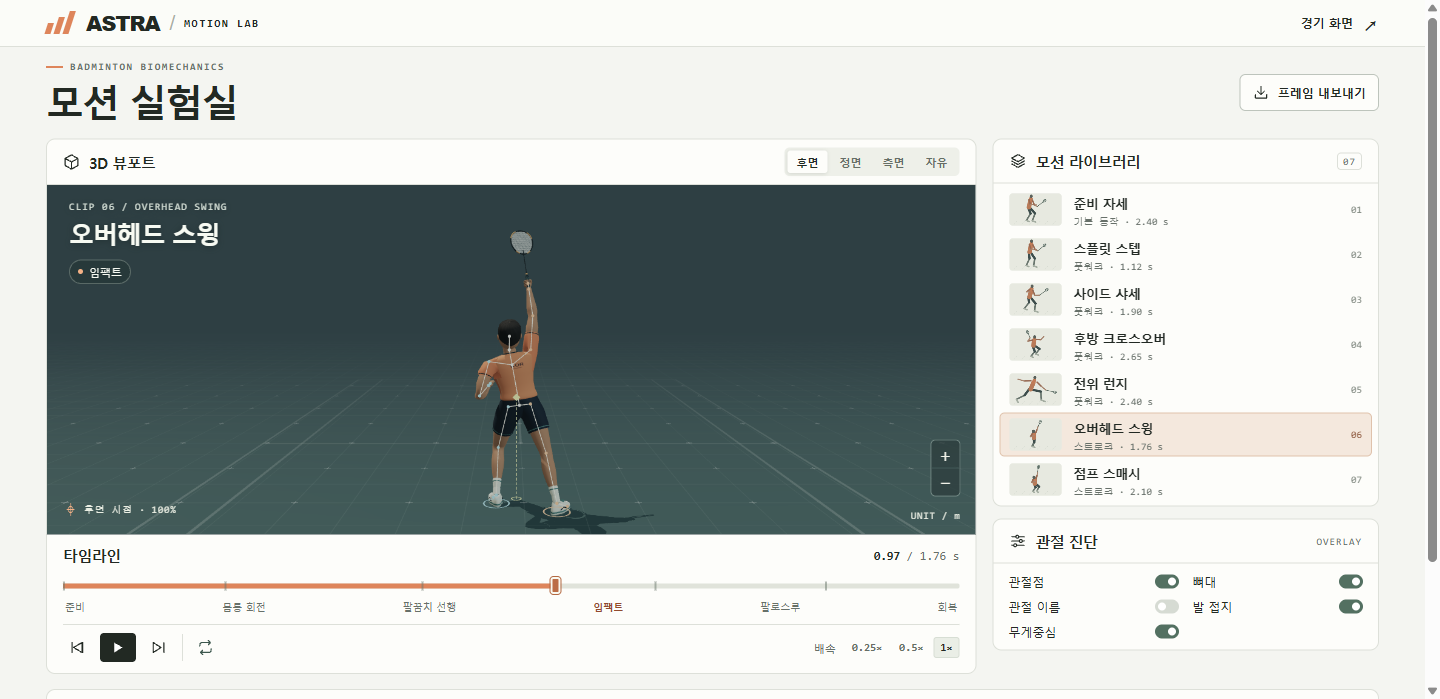 ASTRA / MOTION LAB
경기 화면 ↗
BADMINTON BIOMECHANICS
모션 실험실
프레임 내보내기
3D 뷰포트
후면 정면 측면 자유
CLIP 06 / OVERHEAD SWING
오버헤드 스윙
임팩트
후면 시점 · 100%
+
−
UNIT / m
타임라인
0.97 / 1.76 s
준비 몸통 회전 팔꿈치 선행 임팩트 팔로스루 회복
배속 0.25× 0.5× 1×
모션 라이브러리 07
준비 자세 01
기본 동작 · 2.40 s
스플릿 스텝 02
풋워크 · 1.12 s
사이드 샤세 03
풋워크 · 1.90 s
후방 크로스오버 04
풋워크 · 2.65 s
전위 런지 05
풋워크 · 2.40 s
오버헤드 스윙 06
스트로크 · 1.76 s
점프 스매시 07
스트로크 · 2.10 s
관절 진단 OVERLAY
관절점 뼈대
관절 이름 발 접지
무게중심